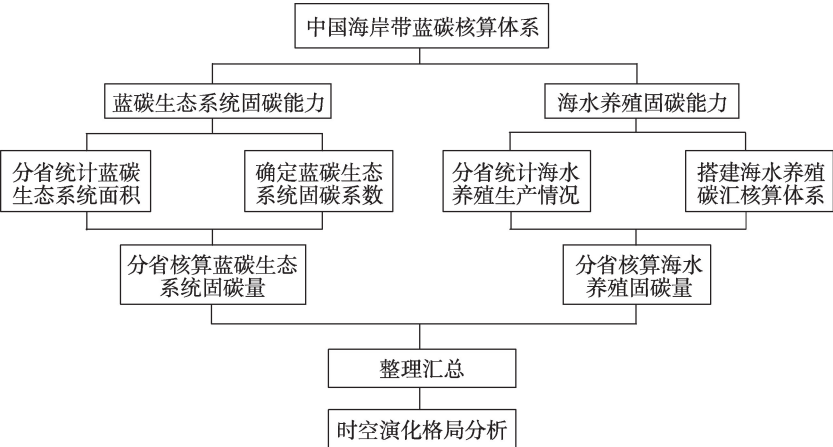 中国海岸带蓝碳核算体系
蓝碳生态系统固碳能力
海水养殖固碳能力
分省统计蓝碳
生态系统面积
确定蓝碳生态
系统固碳系数
分省统计海水
养殖生产情况
搭建海水养殖
碳汇核算体系
分省核算蓝碳生态
系统固碳量
分省核算海水
养殖固碳量
整理汇总
时空演化格局分析